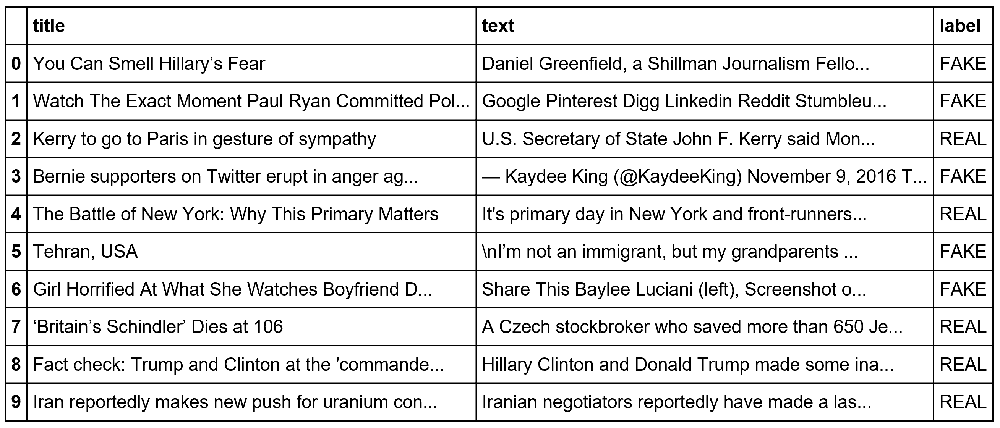 title text label
0 You Can Smell Hillary’s Fear Daniel Greenfield, a Shillman Journalism Fello... FAKE
1 Watch The Exact Moment Paul Ryan Committed Pol... Google Pinterest Digg Linkedin Reddit Stumbleu... FAKE
2 Kerry to go to Paris in gesture of sympathy U.S. Secretary of State John F. Kerry said Mon... REAL
3 Bernie supporters on Twitter erupt in anger ag... — Kaydee King (@KaydeeKing) November 9, 2016 T... FAKE
4 The Battle of New York: Why This Primary Matters It's primary day in New York and front-runners... REAL
5 Tehran, USA \nI’m not an immigrant, but my grandparents ... FAKE
6 Girl Horrified At What She Watches Boyfriend D... Share This Baylee Luciani (left), Screenshot o... FAKE
7 ‘Britain’s Schindler’ Dies at 106 A Czech stockbroker who saved more than 650 Je... REAL
8 Fact check: Trump and Clinton at the 'commande... Hillary Clinton and Donald Trump made some ina... REAL
9 Iran reportedly makes new push for uranium con... Iranian negotiators reportedly have made a las... REAL